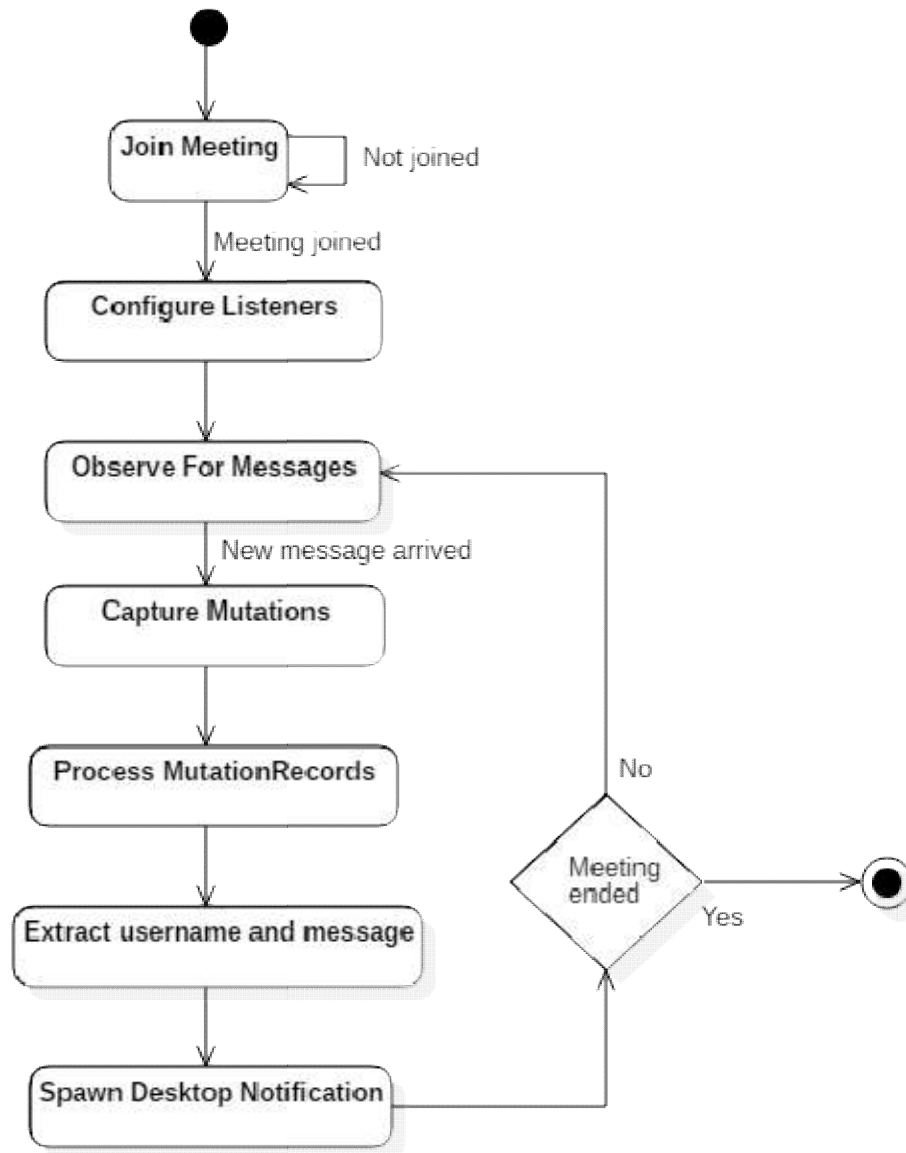 Join Meeting
Not joined
Meeting joined
Configure Listeners
Observe For Messages
New message arrived
Capture Mutations
Process MutationRecords
No
Meeting
ended
Yes
Extract username and message
Spawn Desktop Notification